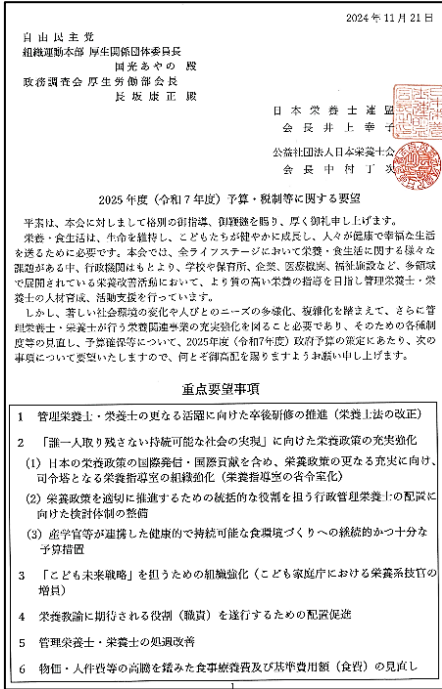 2024年11月21日
自由民主党
組織運動本部 厚生関係団体委員長
国光あやの 殿
政務調査会厚生労働部会長
長坂康正 殿
日本栄養士連盟
会長井上幸子
公益社団法人日本栄養士会
会長中村丁次
2025年度（令和7年度）予算・税制等に関する要望
平素は、本会に対しまして格別の御指導、御鞭撻を賜り、厚く御礼申し上げます。
栄養・食生活は、生命を維持し、こどもたちが健やかに成長し、人々が健康で幸福な生活
を送るために必要です。本会では、全ライフステージにおいて栄養・食生活に関する様々な
課題がある中、行政機関はもとより、学校や保育所、企業、医療機関、福祉施設など、多領域
で展開されている栄養改善活動において、より質の高い栄養の指導を目指し管理栄養士・栄
養士の人材育成、活動支援を行っています。
しかし、著しい社会環境の変化や人びとのニーズの多様化、複雑化を踏まえて、さらに管
理栄養士・栄養士が行う栄養関連事業の充実強化を図ること必要であり、そのための各種制
度等の見直し、予算確保等について、2025年度（令和7年度）政府予算の策定にあたり、次の
事項について要望いたしますので、何とぞ御高配を賜りますようお願い申し上げます。
重点要望事項
1 管理栄養士・栄養士の更なる活躍に向けた卒後研修の推進（栄養士法の改正）
2 「誰一人取り残さない持続可能な社会の実現」に向けた栄養政策の充実強化
(1) 日本の栄養政策の国際発信・国際貢献を含め、栄養政策の更なる充実に向け、
司令塔となる栄養指導室の組織強化（栄養指導室の省令室化）
(2) 栄養政策を適切に推進するための統括的な役割を担う行政管理栄養士の配置に
向けた検討体制の整備
(3) 産学官等が連携した健康的で持続可能な食環境づくりへの継続的かつ十分な
予算措置
3 「こども未来戦略」を担うための組織強化（こども家庭庁における栄養系技官の
増員）
4 栄養教諭に期待される役割（職責）を遂行するための配置促進
5 管理栄養士・栄養士の処遇改善
6 物価・人件費等の高騰を鑑みた食事療養費及び基準費用額（食費）の見直し
1